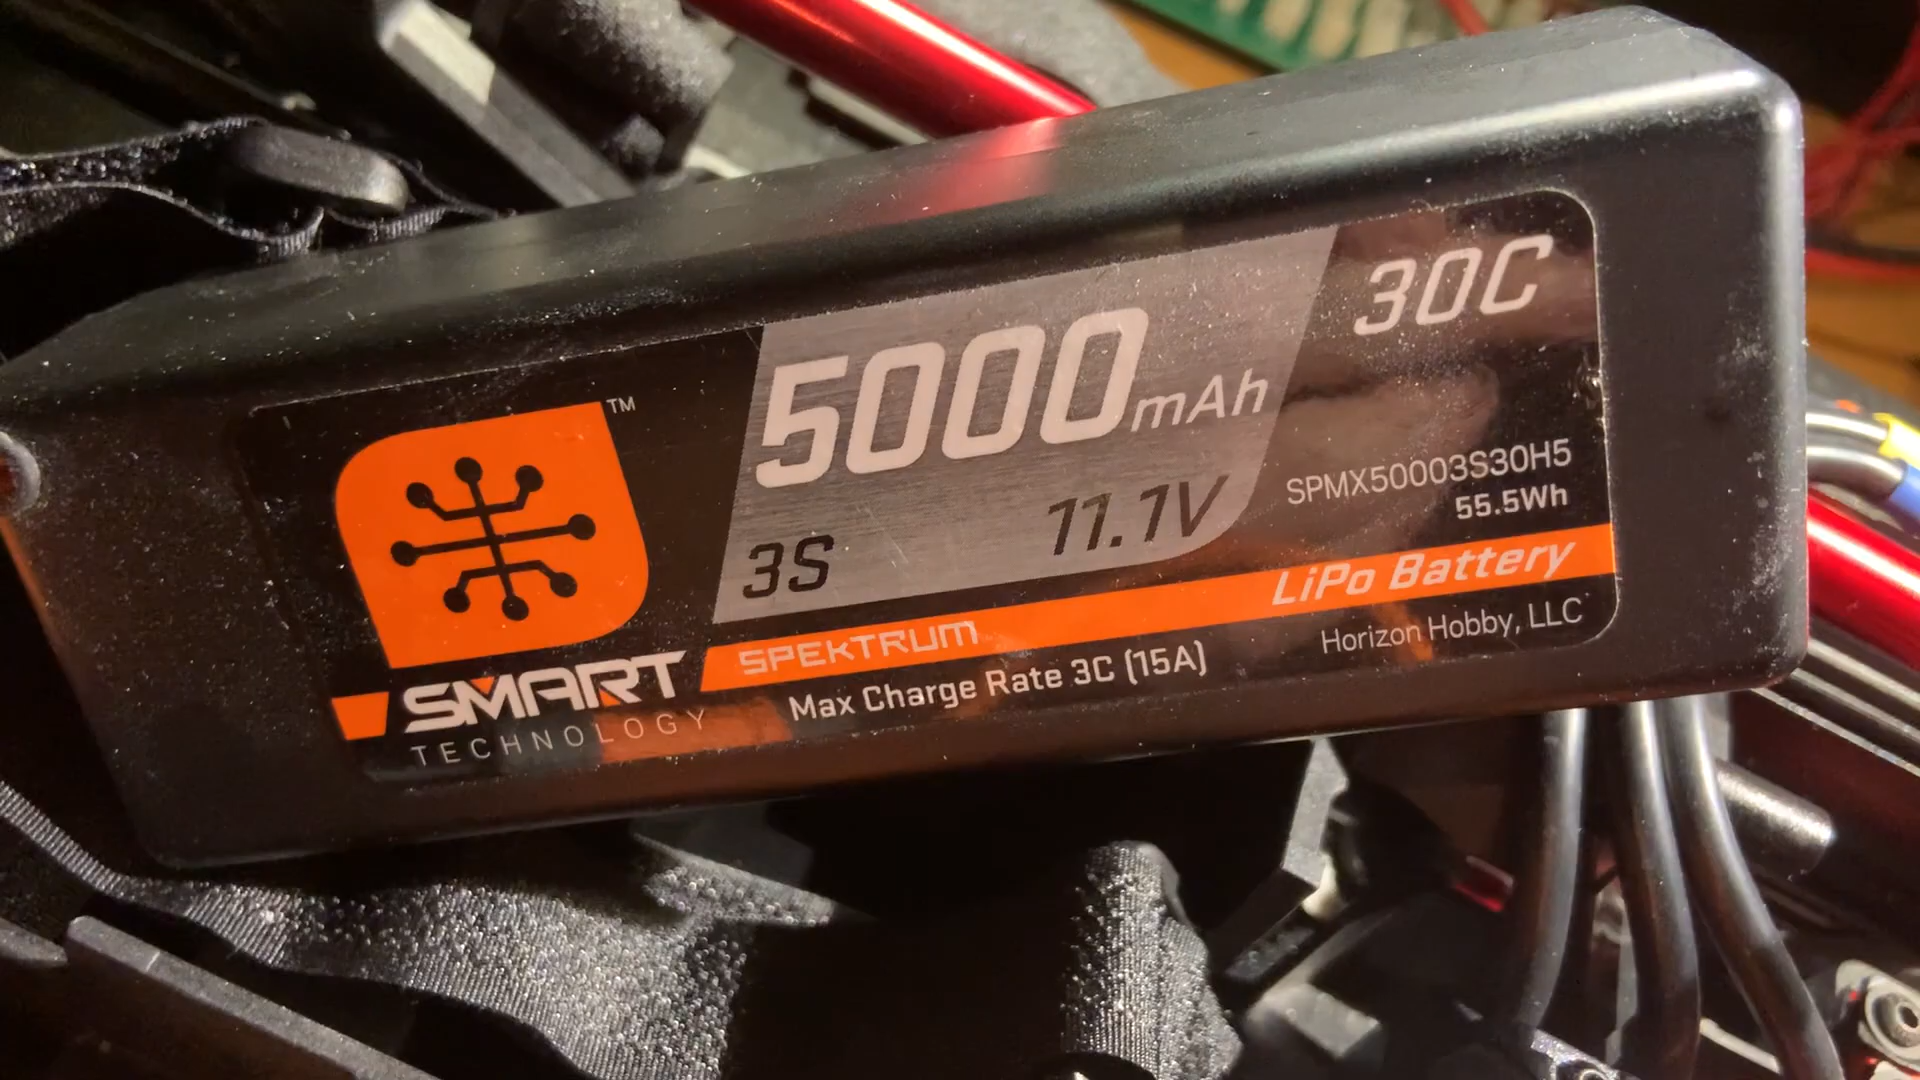 30C
5000mAh
3S 11.1V
SPMX50003S30H5
55.5Wh
LiPo Battery
SPEKTRUM
Horizon Hobby, LLC
Max Charge Rate 3C (15A)
TM
SMART
TECHNOLOGY